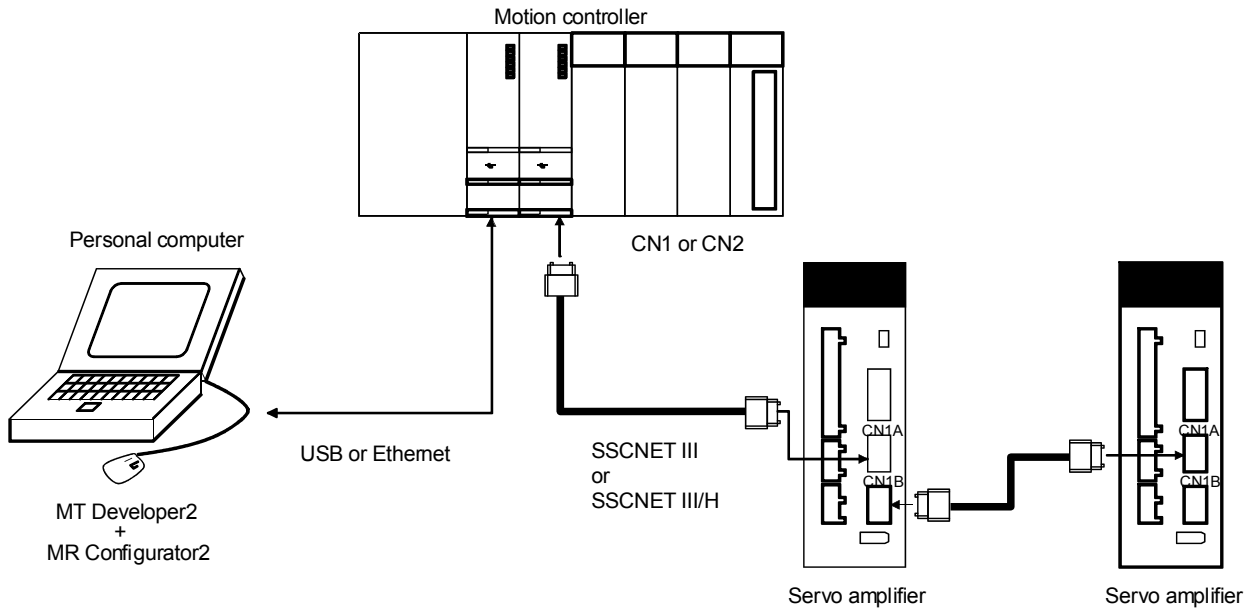 Motion controller
CN1 or CN2
Personal computer
USB or Ethernet
SSCNET III
or
SSCNET III/H
CN1A
CN1B
CN1A
CN1B
MT Developer2
+
MR Configurator2
Servo amplifier
Servo amplifier